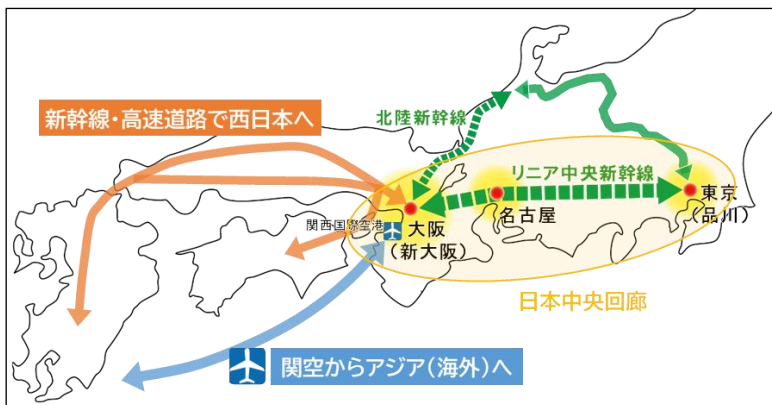 北陸新幹線
新幹線・高速道路で西日本へ
リニア中央新幹線
東京
(品川)
名古屋
関西国際空港
大阪
(新大阪)
日本中央回廊
関空からアジア(海外)へ